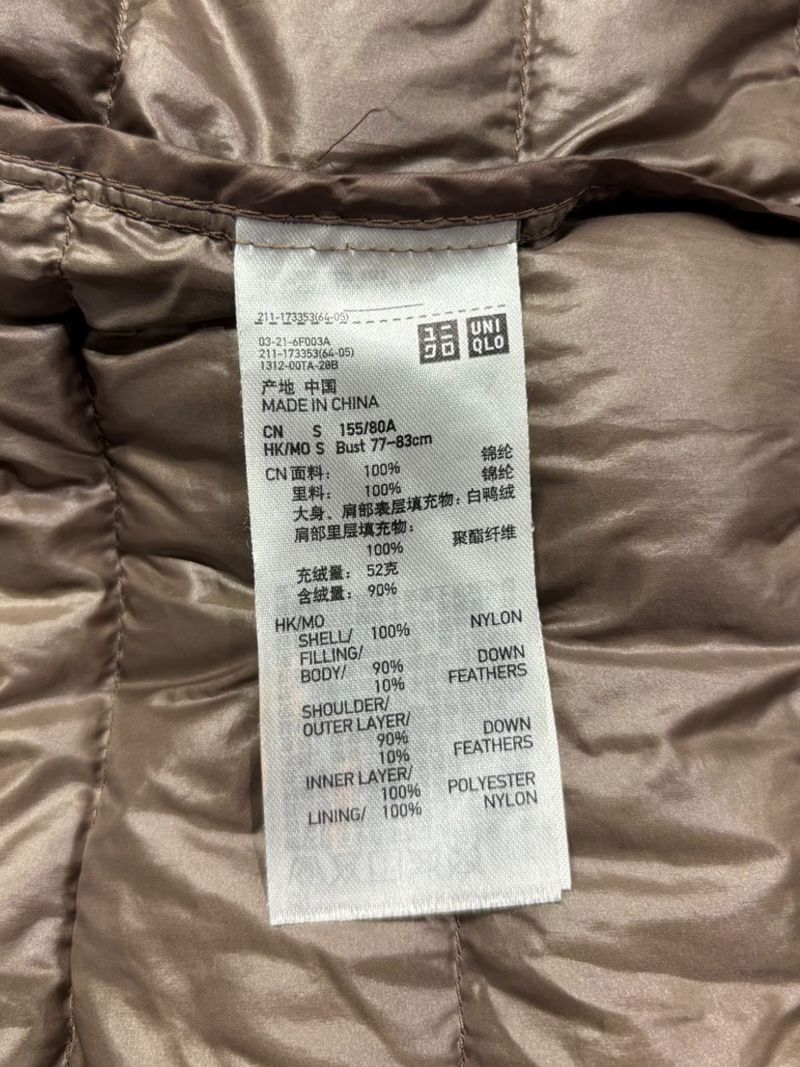 211-173353(64-05)
ユニ
クロ
UNI
QLO
03-21-6F003A
211-173353(64-05)
1312-00TA-28B
产地 中国
MADE IN CHINA
CN S 155/80A
HK/MO S Bust 77-83cm
CN 面料: 100% 锦纶
里料: 100% 锦纶
大身、肩部表层填充物: 白鸭绒
肩部里层填充物:
100% 聚酯纤维
充绒量: 52克
含绒量: 90%
HK/MO
SHELL/ 100% NYLON
FILLING/
BODY/ 90% DOWN
10% FEATHERS
SHOULDER/
OUTER LAYER/
90% DOWN
10% FEATHERS
INNER LAYER/
100% POLYESTER
LINING/ 100% NYLON